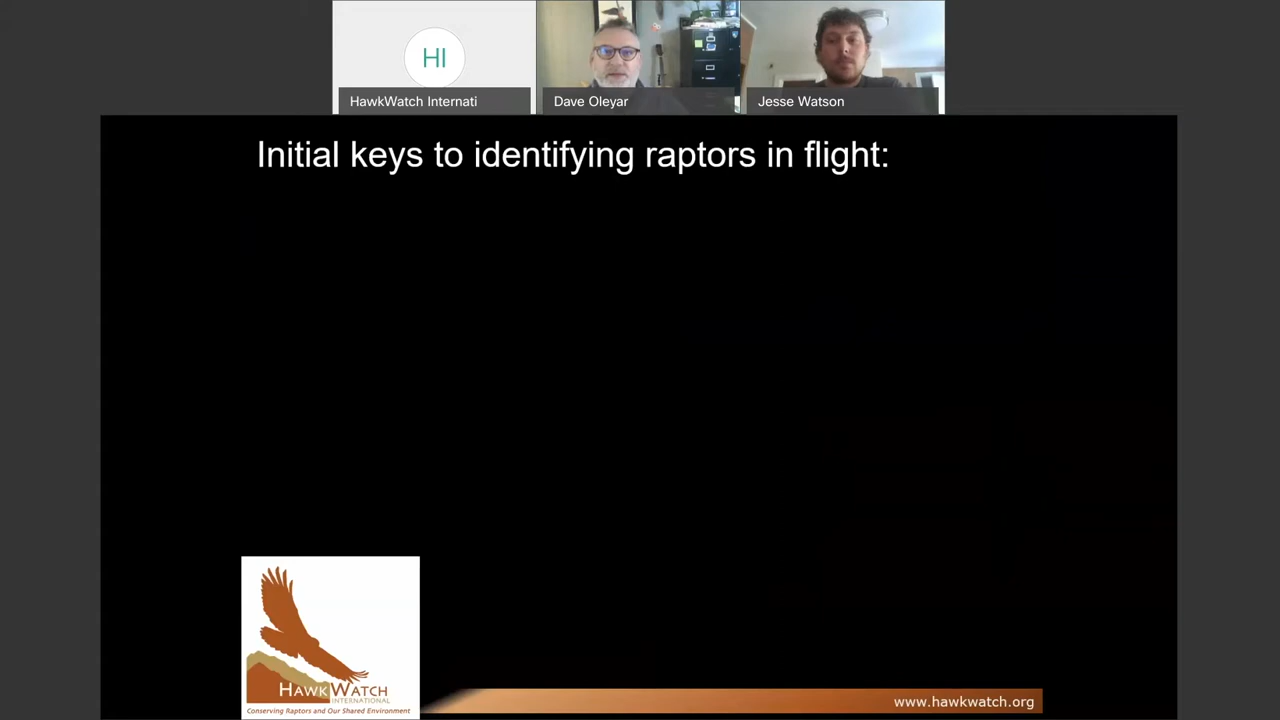 HI
HawkWatch Internati
Dave Oleyar
Jesse Watson
Initial keys to identifying raptors in flight:
HAWKWATCH
INTERNATIONAL
Conserving Raptors and Our Shared Environment
www.hawkwatch.org